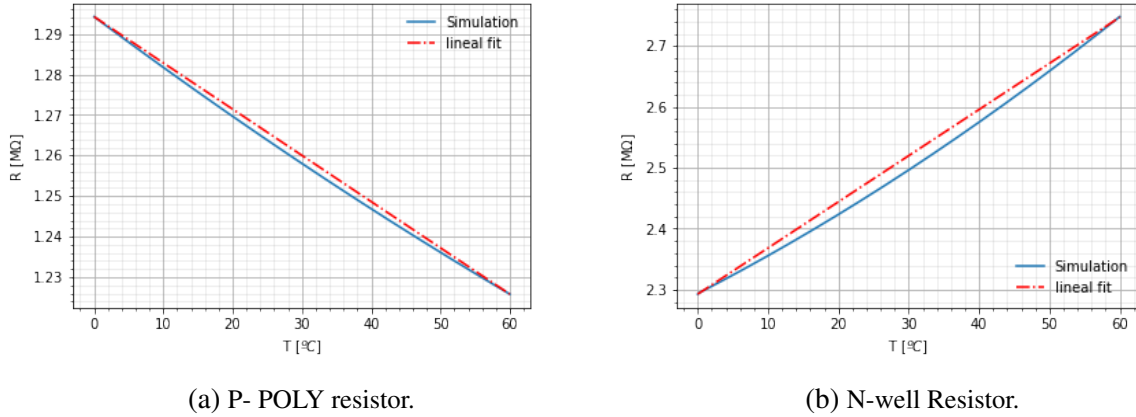 1.29
1.28
1.27
1.26
1.25
1.24
1.23
R [MΩ]
0 10 20 30 40 50 60
T [ºC]
Simulation
lineal fit
2.7
2.6
2.5
2.4
2.3
R [MΩ]
0 10 20 30 40 50 60
T [ºC]
Simulation
lineal fit
(a) P- POLY resistor.
(b) N-well Resistor.